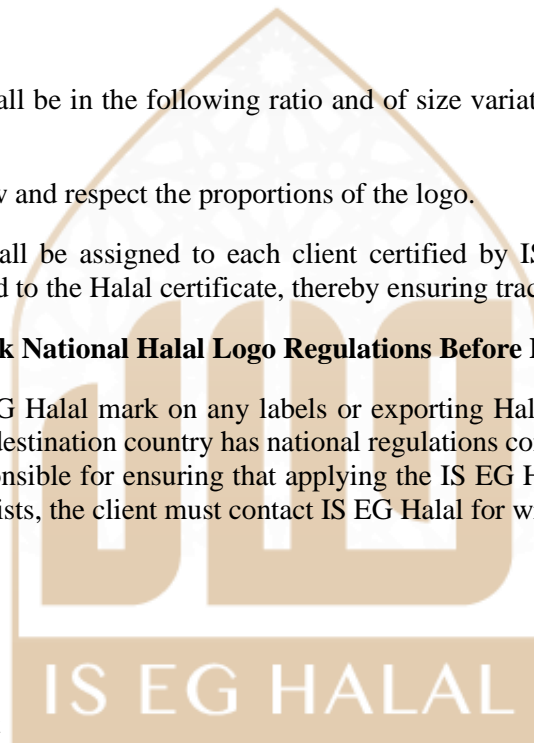 all be in the following ratio and of size variat
and respect the proportions of the logo.
all be assigned to each client certified by IS
d to the Halal certificate, thereby ensuring trac
k National Halal Logo Regulations Before
G Halal mark on any labels or exporting Hal
destination country has national regulations co
onsible for ensuring that applying the IS EG H
ists, the client must contact IS EG Halal for w
IS EG HALAL